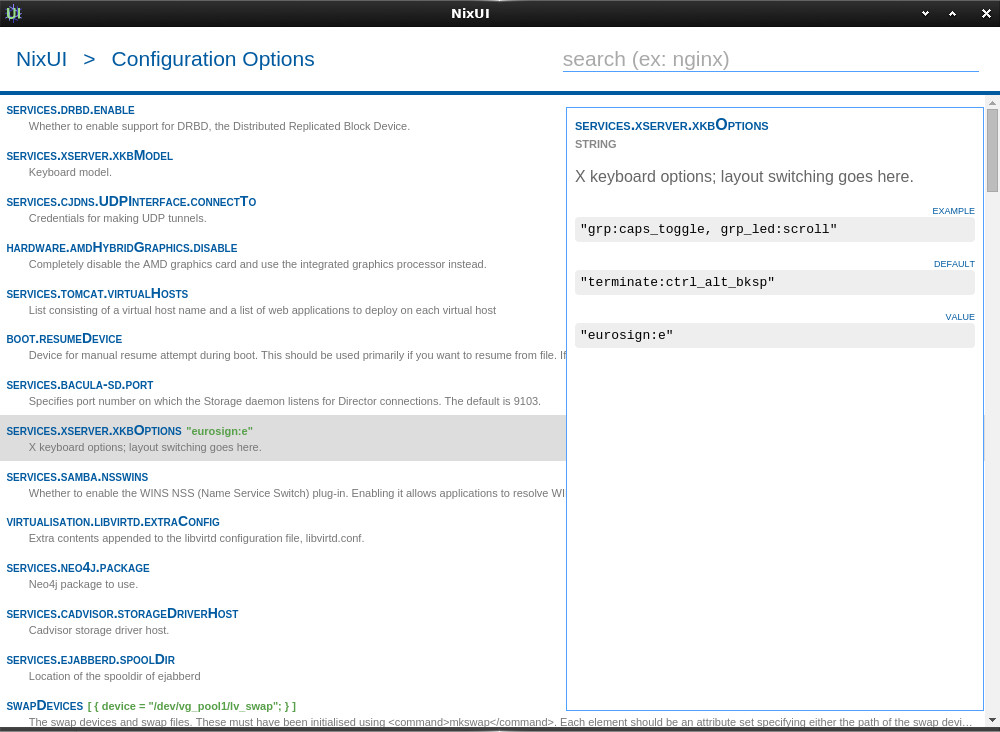 UI
NixUI
NixUI > Configuration Options
search (ex: nginx)
services.drbd.enable
Whether to enable support for DRBD, the Distributed Replicated Block Device.
services.xserver.xkbModel
Keyboard model.
services.cjdns.UDPInterface.connectTo
Credentials for making UDP tunnels.
hardware.amdHybridGraphics.disable
Completely disable the AMD graphics card and use the integrated graphics processor instead.
services.tomcat.virtualHosts
List consisting of a virtual host name and a list of web applications to deploy on each virtual host
boot.resumeDevice
Device for manual resume attempt during boot. This should be used primarily if you want to resume from file. If
services.bacula-sd.port
Specifies port number on which the Storage daemon listens for Director connections. The default is 9103.
services.xserver.xkbOptions "eurosign:e"
X keyboard options; layout switching goes here.
services.samba.nsswins
Whether to enable the WINS NSS (Name Service Switch) plug-in. Enabling it allows applications to resolve WI
virtualisation.libvirtd.extraConfig
Extra contents appended to the libvirtd configuration file, libvirtd.conf.
services.neo4j.package
Neo4j package to use.
services.cadvisor.storageDriverHost
Cadvisor storage driver host.
services.ejabberd.spoolDir
Location of the spooldir of ejabberd
swapDevices [ { device = "/dev/vg_pool1/lv_swap"; } ]
The swap devices and swap files. These must have been initialised using <command>mkswap</command>. Each element should be an attribute set specifying either the path of the swap devi…
services.xserver.xkbOptions
STRING
X keyboard options; layout switching goes here.
EXAMPLE
"grp:caps_toggle, grp_led:scroll"
DEFAULT
"terminate:ctrl_alt_bksp"
VALUE
"eurosign:e"